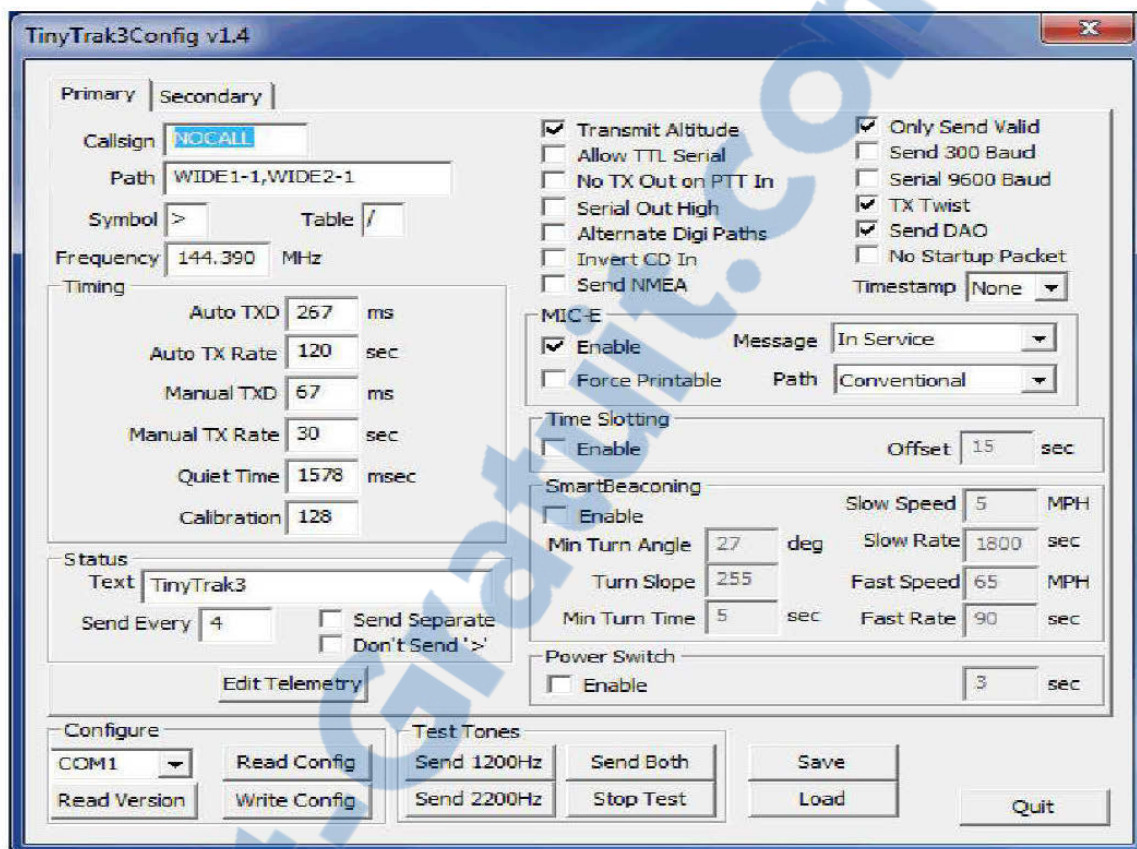 TinyTrak3Config v1.4
Primary
Secondary
Callsign NOCALL
Path WIDE1-1,WIDE2-1
Symbol > Table /
Frequency 144.390 MHz
Timing
Auto TXD 267 ms
Auto TX Rate 120 sec
Manual TXD 67 ms
Manual TX Rate 30 sec
Quiet Time 1578 msec
Calibration 128
Status
Text TinyTrak3
Send Every 4
Send Separate
Don't Send '>'
Edit Telemetry
Transmit Altitude
Allow TTL Serial
No TX Out on PTT In
Serial Out High
Alternate Digi Paths
Invert CD In
Send NMEA
Only Send Valid
Send 300 Baud
Serial 9600 Baud
TX Twist
Send DAO
No Startup Packet
Timestamp None
MIC-E
Enable Message In Service
Force Printable Path Conventional
Time Slotting
Enable Offset 15 sec
SmartBeaconing
Enable
Min Turn Angle 27 deg
Turn Slope 255
Min Turn Time 5 sec
Slow Speed 5 MPH
Slow Rate 1800 sec
Fast Speed 65 MPH
Fast Rate 90 sec
Power Switch
Enable 3 sec
Configure
COM1 Read Config
Read Version Write Config
Test Tones
Send 1200Hz Send Both
Send 2200Hz Stop Test
Save
Load
Quit